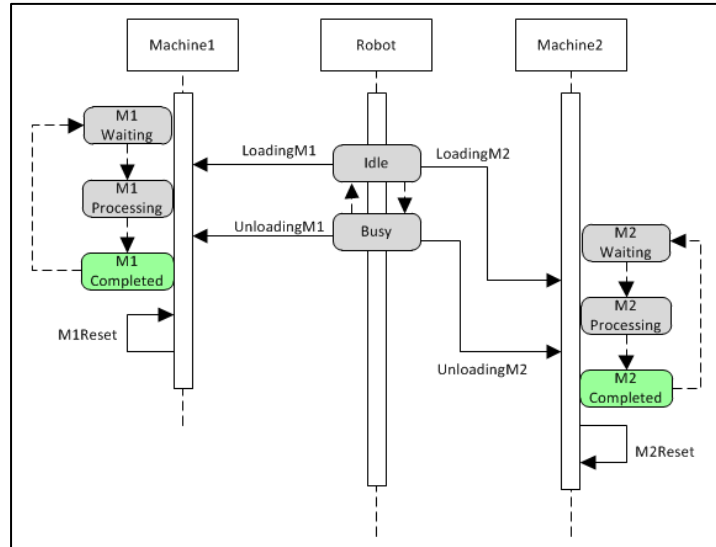 Machine1
Robot
Machine2
M1
Waiting
LoadingM1
Idle
LoadingM2
M1
Processing
UnloadingM1
Busy
M2
Waiting
M1
Completed
M2
Processing
M1Reset
UnloadingM2
M2
Completed
M2Reset